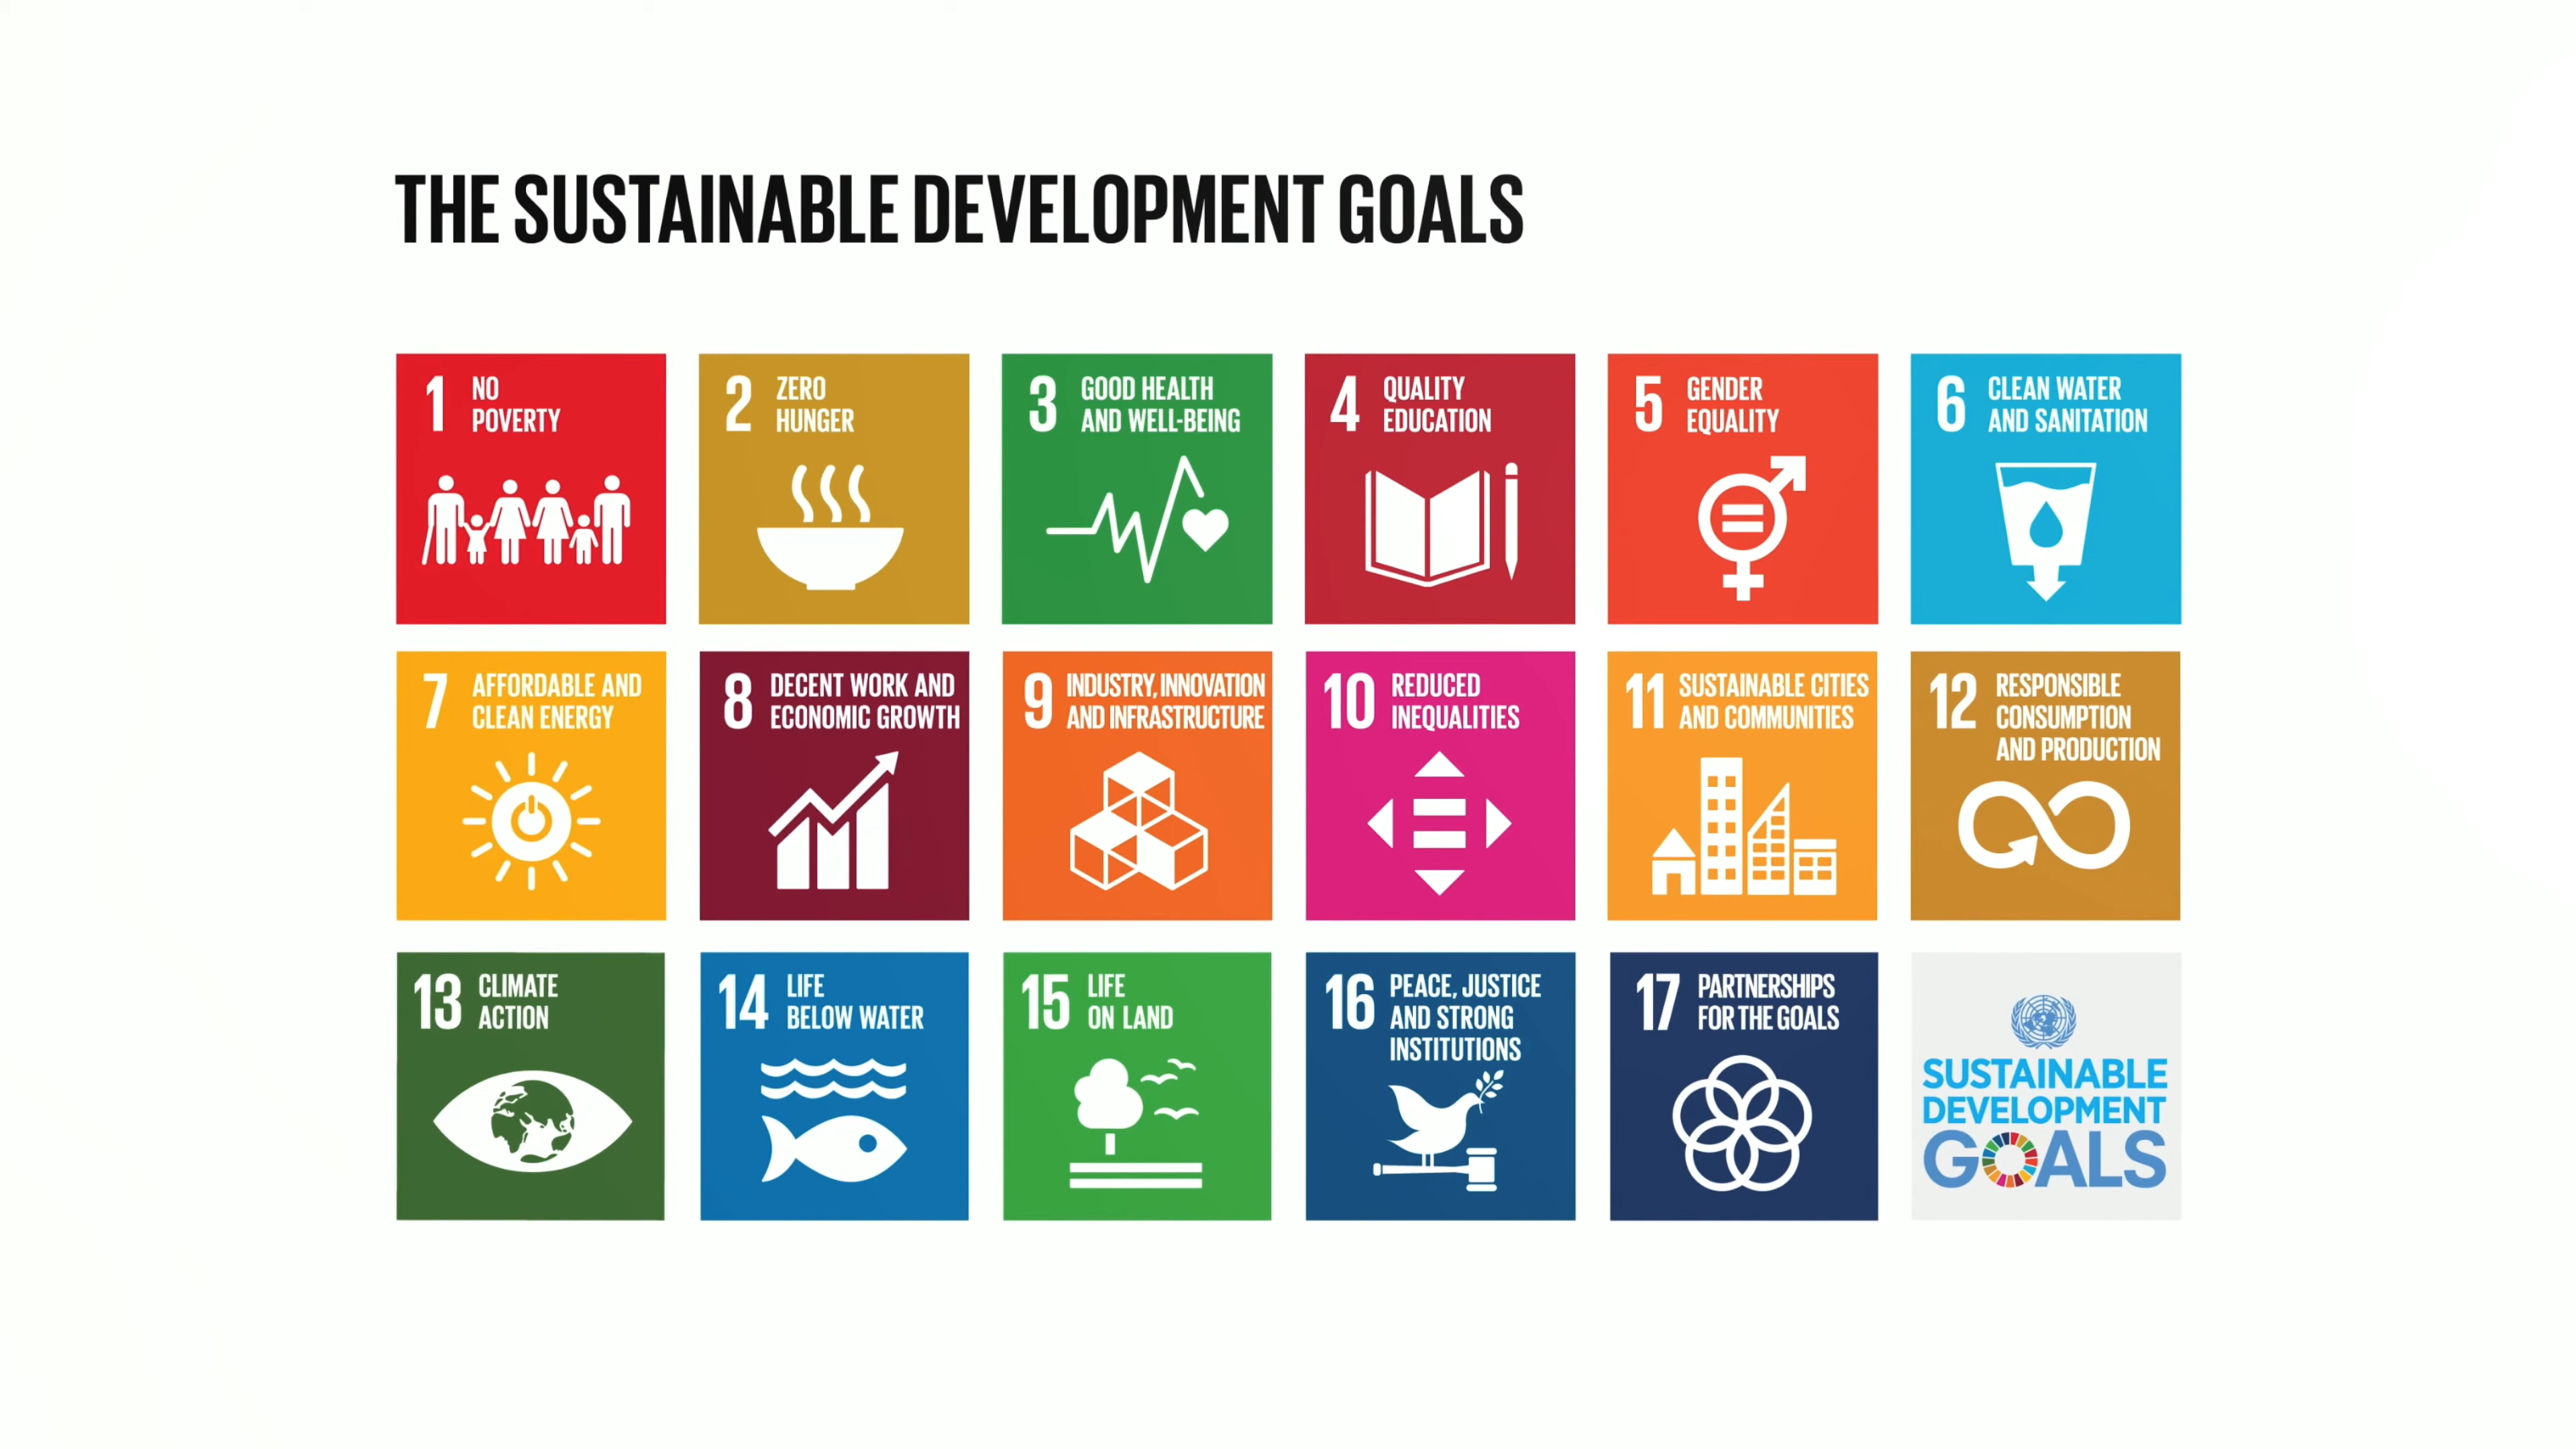 THE SUSTAINABLE DEVELOPMENT GOALS
1 NO
POVERTY
2 ZERO
HUNGER
3 GOOD HEALTH
AND WELL-BEING
4 QUALITY
EDUCATION
5 GENDER
EQUALITY
6 CLEAN WATER
AND SANITATION
7 AFFORDABLE AND
CLEAN ENERGY
8 DECENT WORK AND
ECONOMIC GROWTH
9 INDUSTRY, INNOVATION
AND INFRASTRUCTURE
10 REDUCED
INEQUALITIES
11 SUSTAINABLE CITIES
AND COMMUNITIES
12 RESPONSIBLE
CONSUMPTION
AND PRODUCTION
13 CLIMATE
ACTION
14 LIFE
BELOW WATER
15 LIFE
ON LAND
16 PEACE, JUSTICE
AND STRONG
INSTITUTIONS
17 PARTNERSHIPS
FOR THE GOALS
SUSTAINABLE
DEVELOPMENT
GOALS